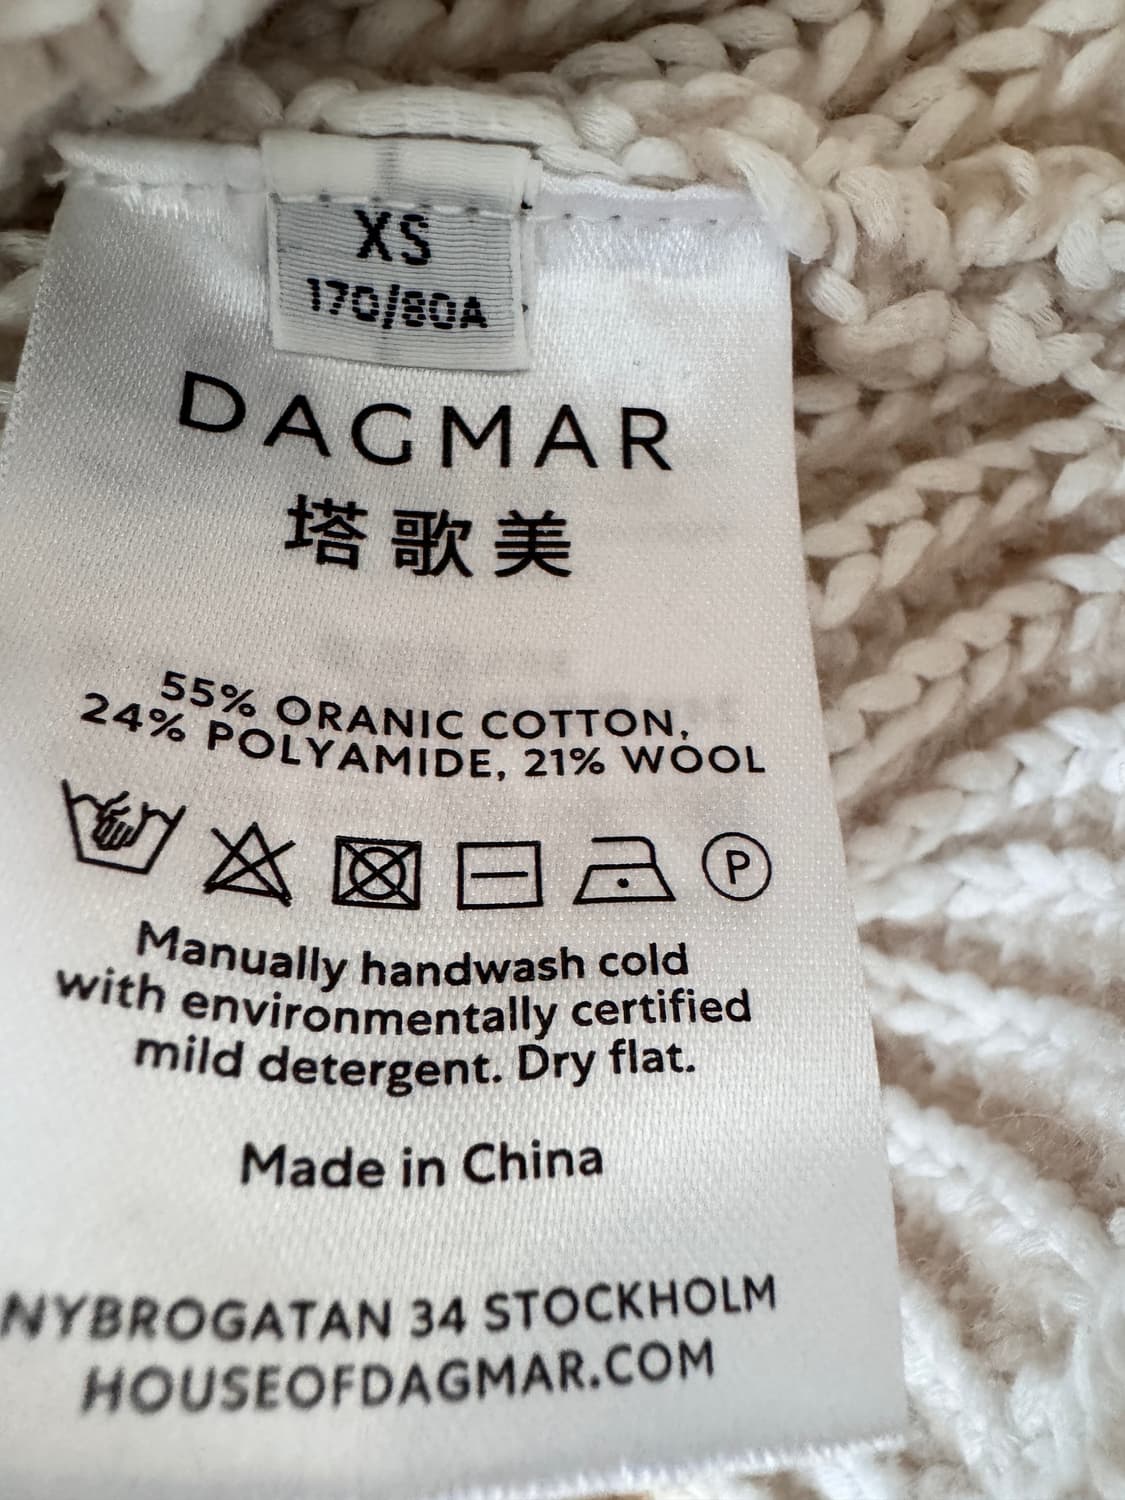 XS
170/80A
DAGMAR
塔歌美
55% ORANIC COTTON,
24% POLYAMIDE, 21% WOOL
P
Manually handwash cold
with environmentally certified
mild detergent. Dry flat.
Made in China
NYBROGATAN 34 STOCKHOLM
HOUSEOFDAGMAR.COM